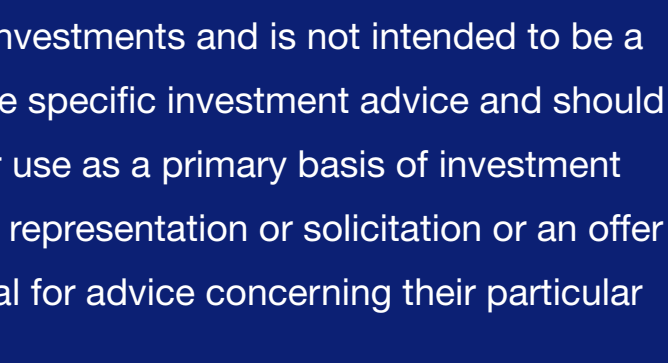 nvestments and is not intended to be a
e specific investment advice and should
r use as a primary basis of investment
representation or solicitation or an offer
al for advice concerning their particular